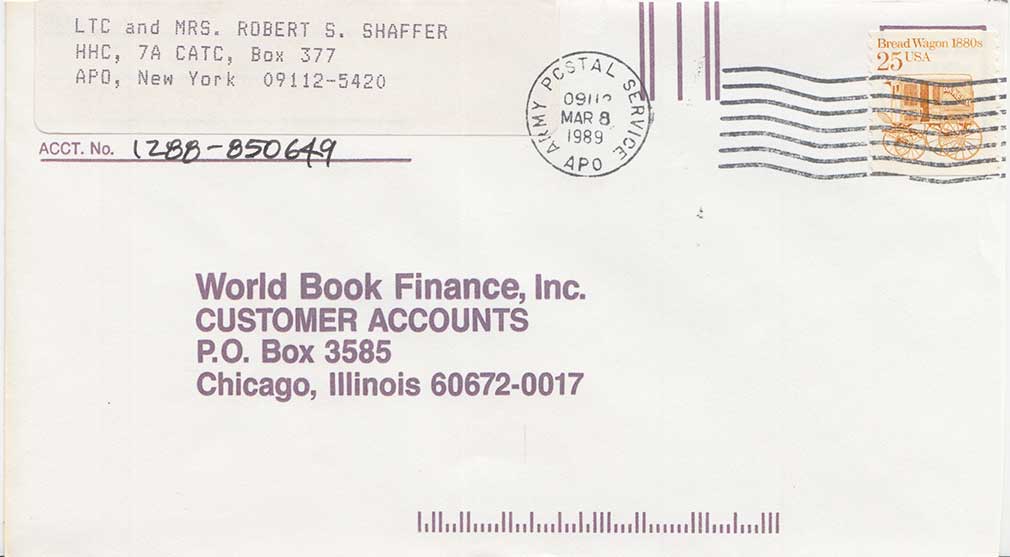 LTC and MRS. ROBERT S. SHAFFER
HHC, 7A CATC, Box 377
APO, New York 09112-5420
ACCT. No. 1288-850649
ARMY POSTAL SERVICE
MAR 8
1989
APO
Bread Wagon 1880s
25 USA
World Book Finance, Inc.
CUSTOMER ACCOUNTS
P.O. Box 3585
Chicago, Illinois 60672-0017